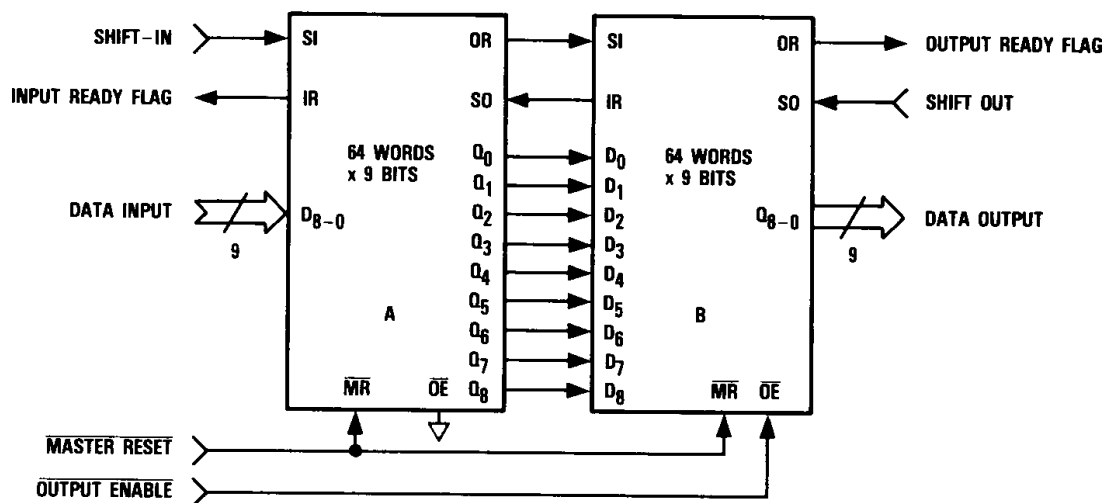 SHIFT-IN
SI
OR
SI
OR
OUTPUT READY FLAG
INPUT READY FLAG
IR
SO
IR
SO
SHIFT OUT
64 WORDS
x 9 BITS
64 WORDS
x 9 BITS
Q0
D0
Q1
D1
Q2
D2
DATA INPUT
9
D8-0
Q8-0
9
DATA OUTPUT
Q3
D3
Q4
D4
Q5
D5
A
B
Q6
D6
Q7
D7
Q8
D8
MR
OE
MR
OE
MASTER RESET
OUTPUT ENABLE